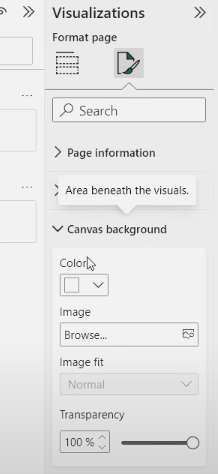 Visualizations
Format page
Search
Page information
Area beneath the visuals.
Canvas background
Color
Image
Browse...
Image fit
Normal
Transparency
100 %